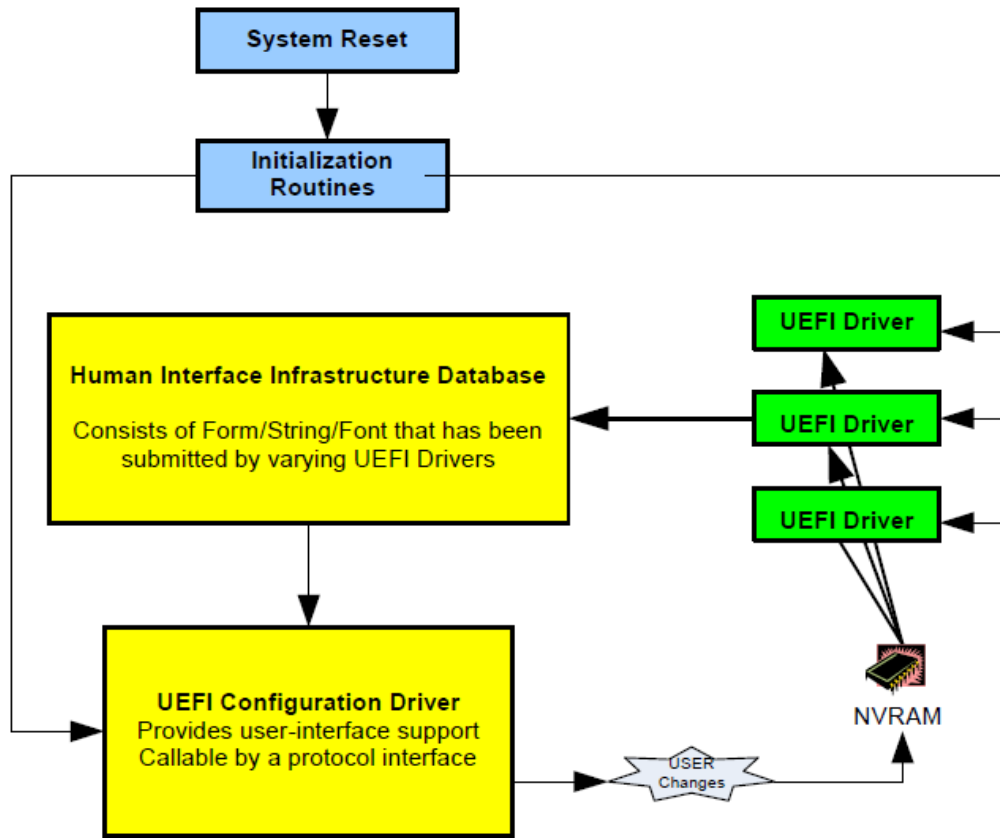 System Reset
Initialization
Routines
UEFI Driver
Human Interface Infrastructure Database
Consists of Form/String/Font that has been
submitted by varying UEFI Drivers
UEFI Driver
UEFI Driver
UEFI Configuration Driver
Provides user-interface support
Callable by a protocol interface
NVRAM
USER
Changes